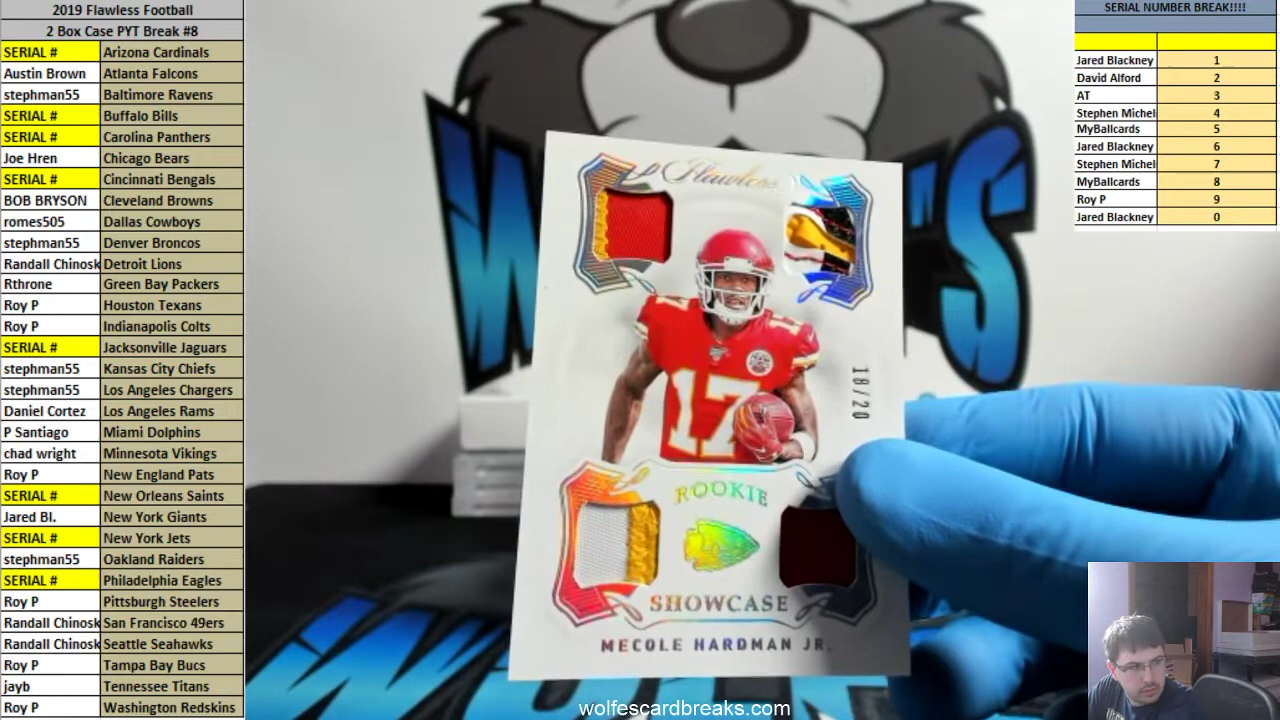 2019 Flawless Football
2 Box Case PYT Break #8
SERIAL # Arizona Cardinals
Austin Brown Atlanta Falcons
stephman55 Baltimore Ravens
SERIAL # Buffalo Bills
SERIAL # Carolina Panthers
Joe Hren Chicago Bears
SERIAL # Cincinnati Bengals
BOB BRYSON Cleveland Browns
romes505 Dallas Cowboys
stephman55 Denver Broncos
Randall Chinosk Detroit Lions
Rthrone Green Bay Packers
Roy P Houston Texans
Roy P Indianapolis Colts
SERIAL # Jacksonville Jaguars
stephman55 Kansas City Chiefs
stephman55 Los Angeles Chargers
Daniel Cortez Los Angeles Rams
P Santiago Miami Dolphins
chad wright Minnesota Vikings
Roy P New England Pats
SERIAL # New Orleans Saints
Jared Bl. New York Giants
SERIAL # New York Jets
stephman55 Oakland Raiders
SERIAL # Philadelphia Eagles
Roy P Pittsburgh Steelers
Randall Chinosk San Francisco 49ers
Randall Chinosk Seattle Seahawks
Roy P Tampa Bay Bucs
jayb Tennessee Titans
Roy P Washington Redskins
Flawless
17
17
17
18/20
ROOKIE
SHOWCASE
MECOLE HARDMAN JR.
wolfescardbreaks.com
SERIAL NUMBER BREAK!!!!
Jared Blackney 1
David Alford 2
AT 3
Stephen Michel 4
MyBallcards 5
Jared Blackney 6
Stephen Michel 7
MyBallcards 8
Roy P 9
Jared Blackney 0